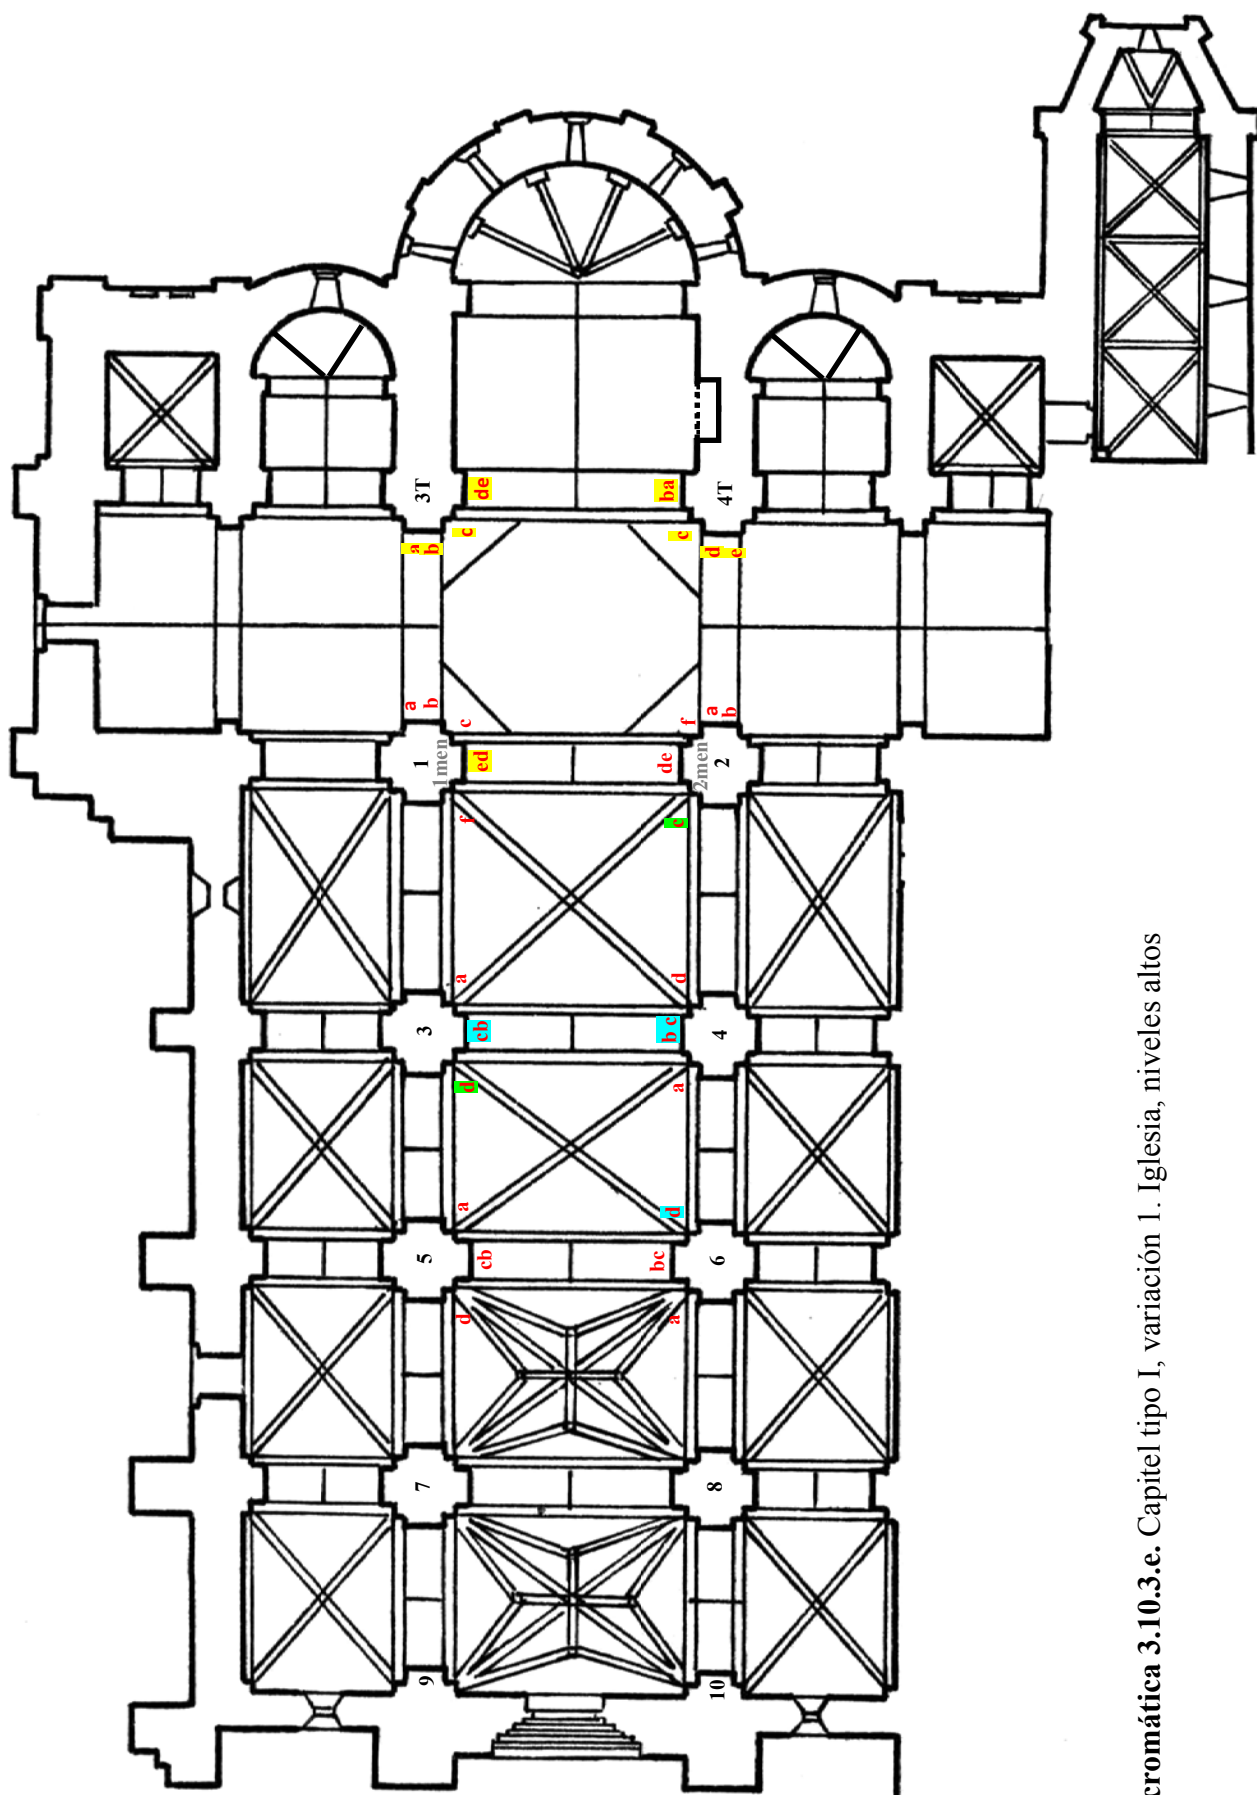 3T
de
ba
4T
a
b
c
c
d
e
a
b
c
f
a
b
1
1men
ed
de
2men
2
f
c
a
d
3
cb
b c
4
d
a
a
d
5
cb
bc
6
d
a
7
8
9
10
cromática 3.10.3.e. Capitel tipo I, variación 1. Iglesia, niveles altos